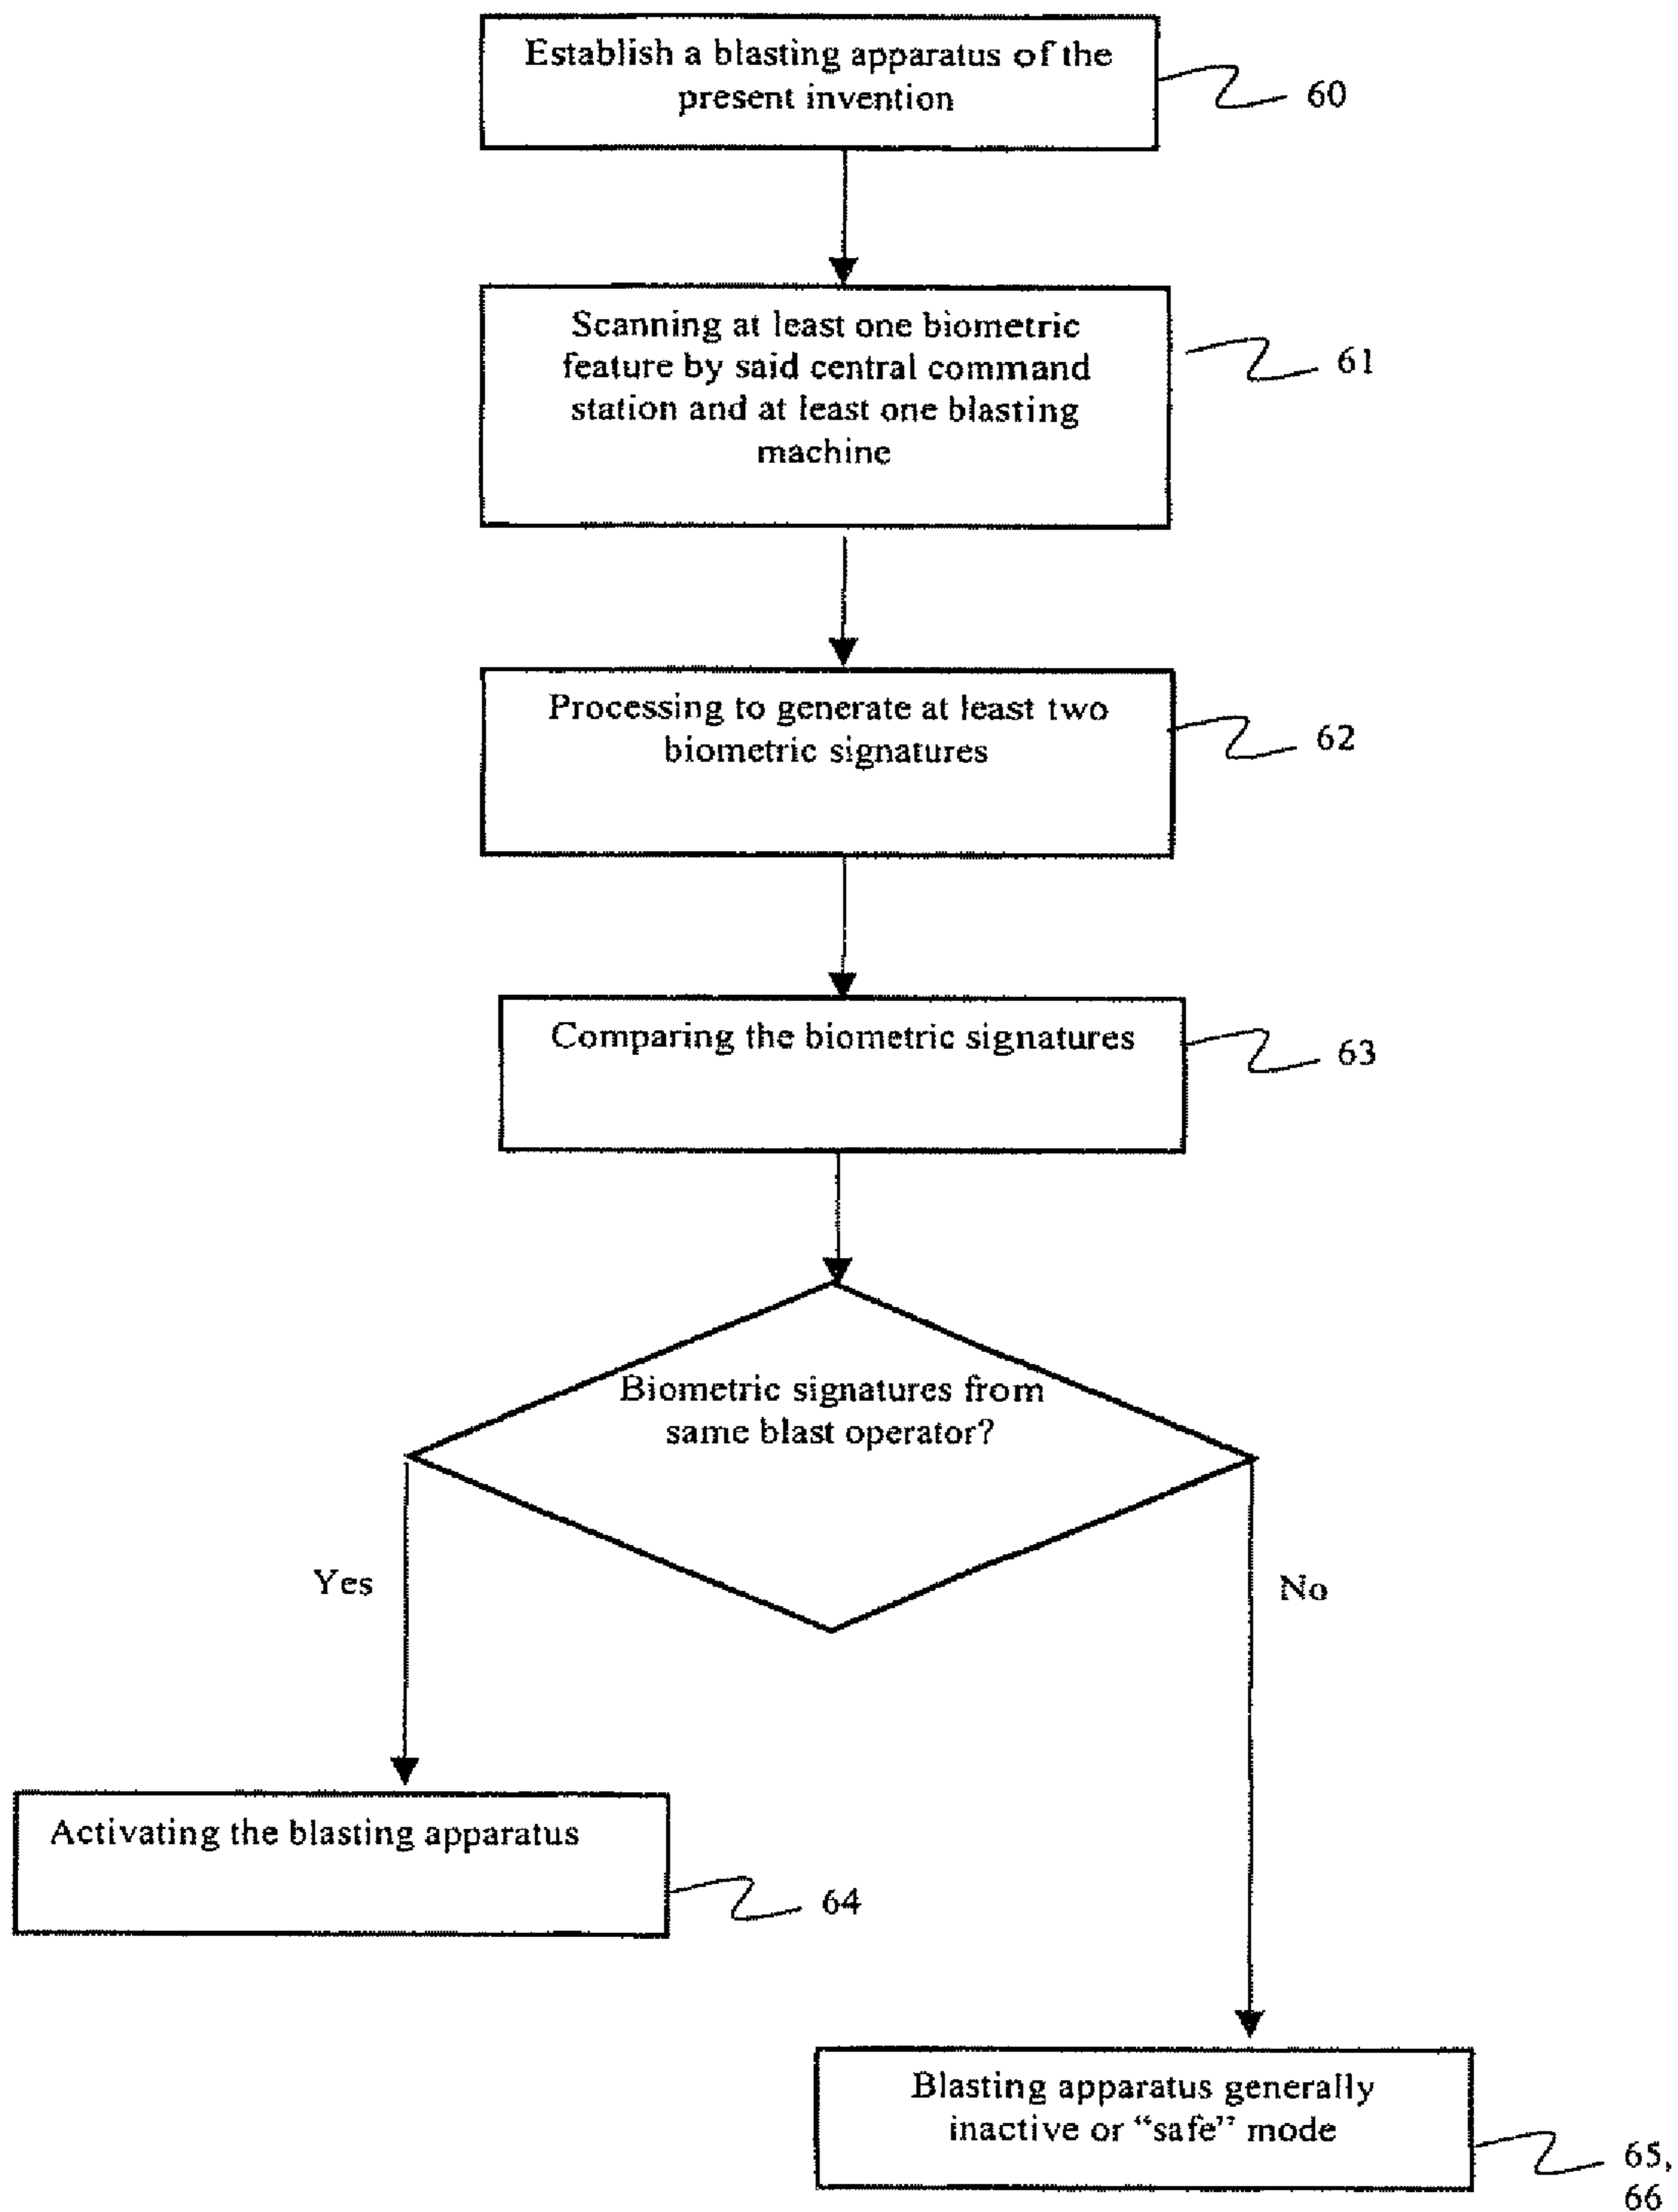 Establish a blasting apparatus of the
present invention
60
Scanning at least one biometric
feature by said central command
station and at least one blasting
machine
61
Processing to generate at least two
biometric signatures
62
Comparing the biometric signatures
63
Biometric signatures from
same blast operator?
Yes
No
Activating the blasting apparatus
64
Blasting apparatus generally
inactive or “safe” mode
65,
66